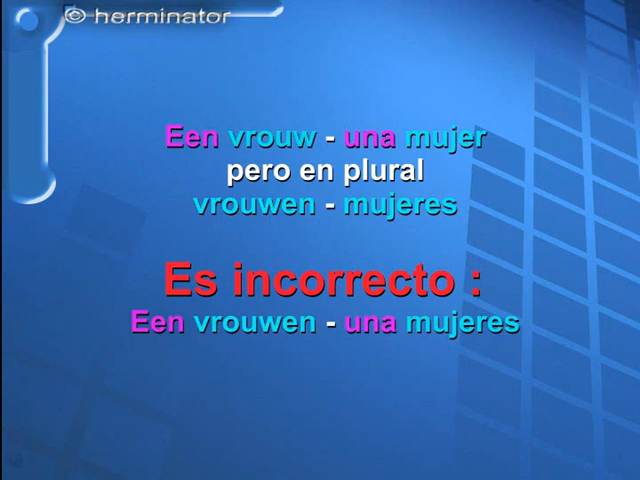 © herminator
Een vrouw - una mujer
pero en plural
vrouwen - mujeres
Es incorrecto :
Een vrouwen - una mujeres